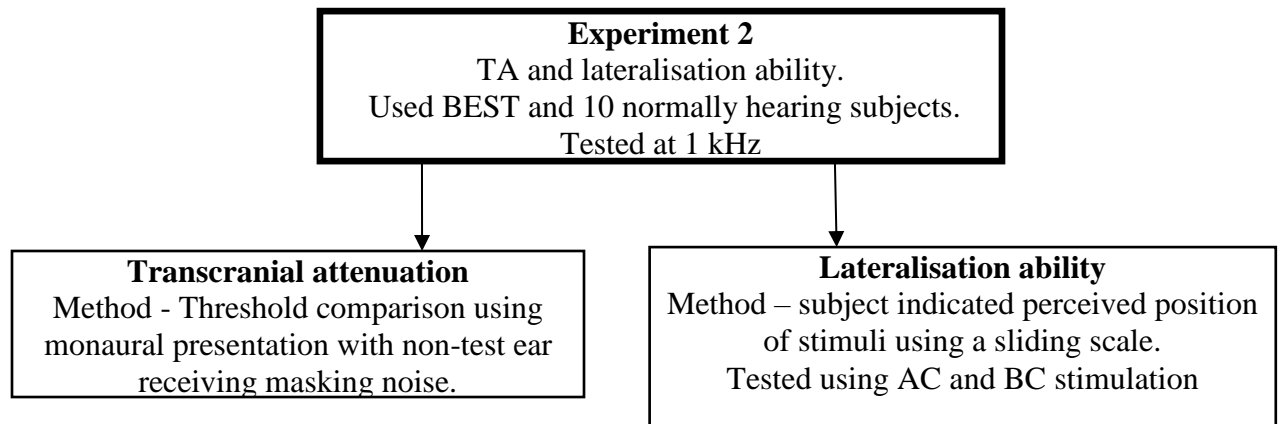 Experiment 2
TA and lateralisation ability.
Used BEST and 10 normally hearing subjects.
Tested at 1 kHz
Transcranial attenuation
Method - Threshold comparison using
monaural presentation with non-test ear
receiving masking noise.
Lateralisation ability
Method – subject indicated perceived position
of stimuli using a sliding scale.
Tested using AC and BC stimulation